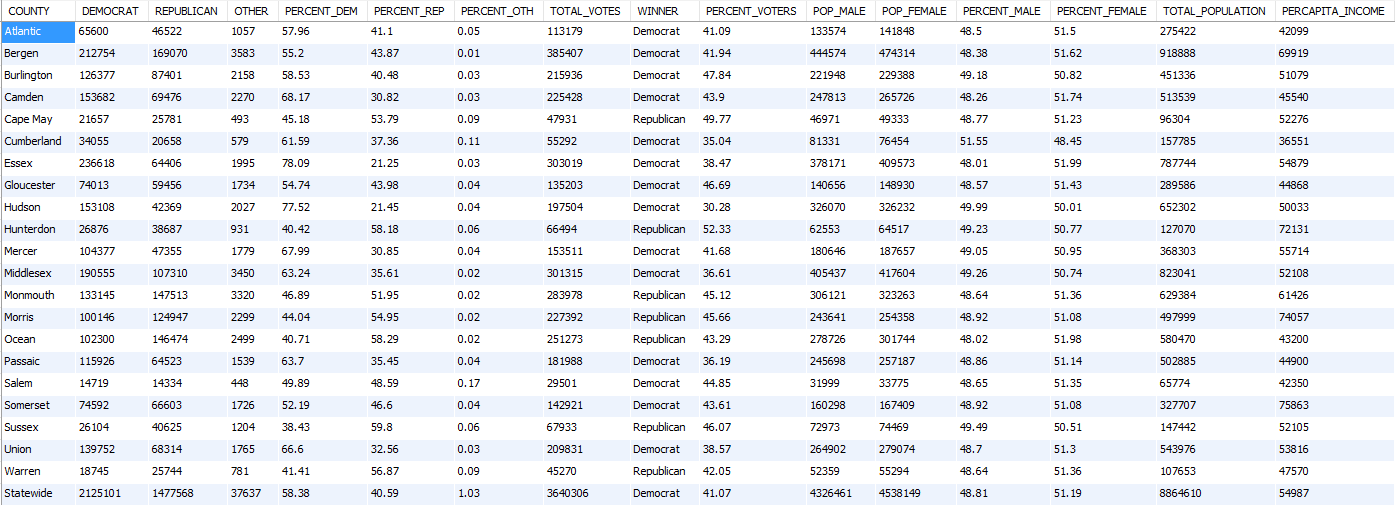 COUNTY DEMOCRAT REPUBLICAN OTHER PERCENT_DEM PERCENT_REP PERCENT_OTH TOTAL_VOTES WINNER PERCENT_VOTERS POP_MALE POP_FEMALE PERCENT_MALE PERCENT_FEMALE TOTAL_POPULATION PERCAPITA_INCOME
Atlantic 65600 46522 1057 57.96 41.1 0.05 113179 Democrat 41.09 133574 141848 48.5 51.5 275422 42099
Bergen 212754 169070 3583 55.2 43.87 0.01 385407 Democrat 41.94 444574 474314 48.38 51.62 918888 69919
Burlington 126377 87401 2158 58.53 40.48 0.03 215936 Democrat 47.84 221948 229388 49.18 50.82 451336 51079
Camden 153682 69476 2270 68.17 30.82 0.03 225428 Democrat 43.9 247813 265726 48.26 51.74 513539 45540
Cape May 21657 25781 493 45.18 53.79 0.09 47931 Republican 49.77 46971 49333 48.77 51.23 96304 52276
Cumberland 34055 20658 579 61.59 37.36 0.11 55292 Democrat 35.04 81331 76454 51.55 48.45 157785 36551
Essex 236618 64406 1995 78.09 21.25 0.03 303019 Democrat 38.47 378171 409573 48.01 51.99 787744 54879
Gloucester 74013 59456 1734 54.74 43.98 0.04 135203 Democrat 46.69 140656 148930 48.57 51.43 289586 44868
Hudson 153108 42369 2027 77.52 21.45 0.04 197504 Democrat 30.28 326070 326232 49.99 50.01 652302 50033
Hunterdon 26876 38687 931 40.42 58.18 0.06 66494 Republican 52.33 62553 64517 49.23 50.77 127070 72131
Mercer 104377 47355 1779 67.99 30.85 0.04 153511 Democrat 41.68 180646 187657 49.05 50.95 368303 55714
Middlesex 190555 107310 3450 63.24 35.61 0.02 301315 Democrat 36.61 405437 417604 49.26 50.74 823041 52108
Monmouth 133145 147513 3320 46.89 51.95 0.02 283978 Republican 45.12 306121 323263 48.64 51.36 629384 61426
Morris 100146 124947 2299 44.04 54.95 0.02 227392 Republican 45.66 243641 254358 48.92 51.08 497999 74057
Ocean 102300 146474 2499 40.71 58.29 0.02 251273 Republican 43.29 278726 301744 48.02 51.98 580470 43200
Passaic 115926 64523 1539 63.7 35.45 0.04 181988 Democrat 36.19 245698 257187 48.86 51.14 502885 44900
Salem 14719 14334 448 49.89 48.59 0.17 29501 Democrat 44.85 31999 33775 48.65 51.35 65774 42350
Somerset 74592 66603 1726 52.19 46.6 0.04 142921 Democrat 43.61 160298 167409 48.92 51.08 327707 75863
Sussex 26104 40625 1204 38.43 59.8 0.06 67933 Republican 46.07 72973 74469 49.49 50.51 147442 52105
Union 139752 68314 1765 66.6 32.56 0.03 209831 Democrat 38.57 264902 279074 48.7 51.3 543976 53816
Warren 18745 25744 781 41.41 56.87 0.09 45270 Republican 42.05 52359 55294 48.64 51.36 107653 47570
Statewide 2125101 1477568 37637 58.38 40.59 1.03 3640306 Democrat 41.07 4326461 4538149 48.81 51.19 8864610 54987